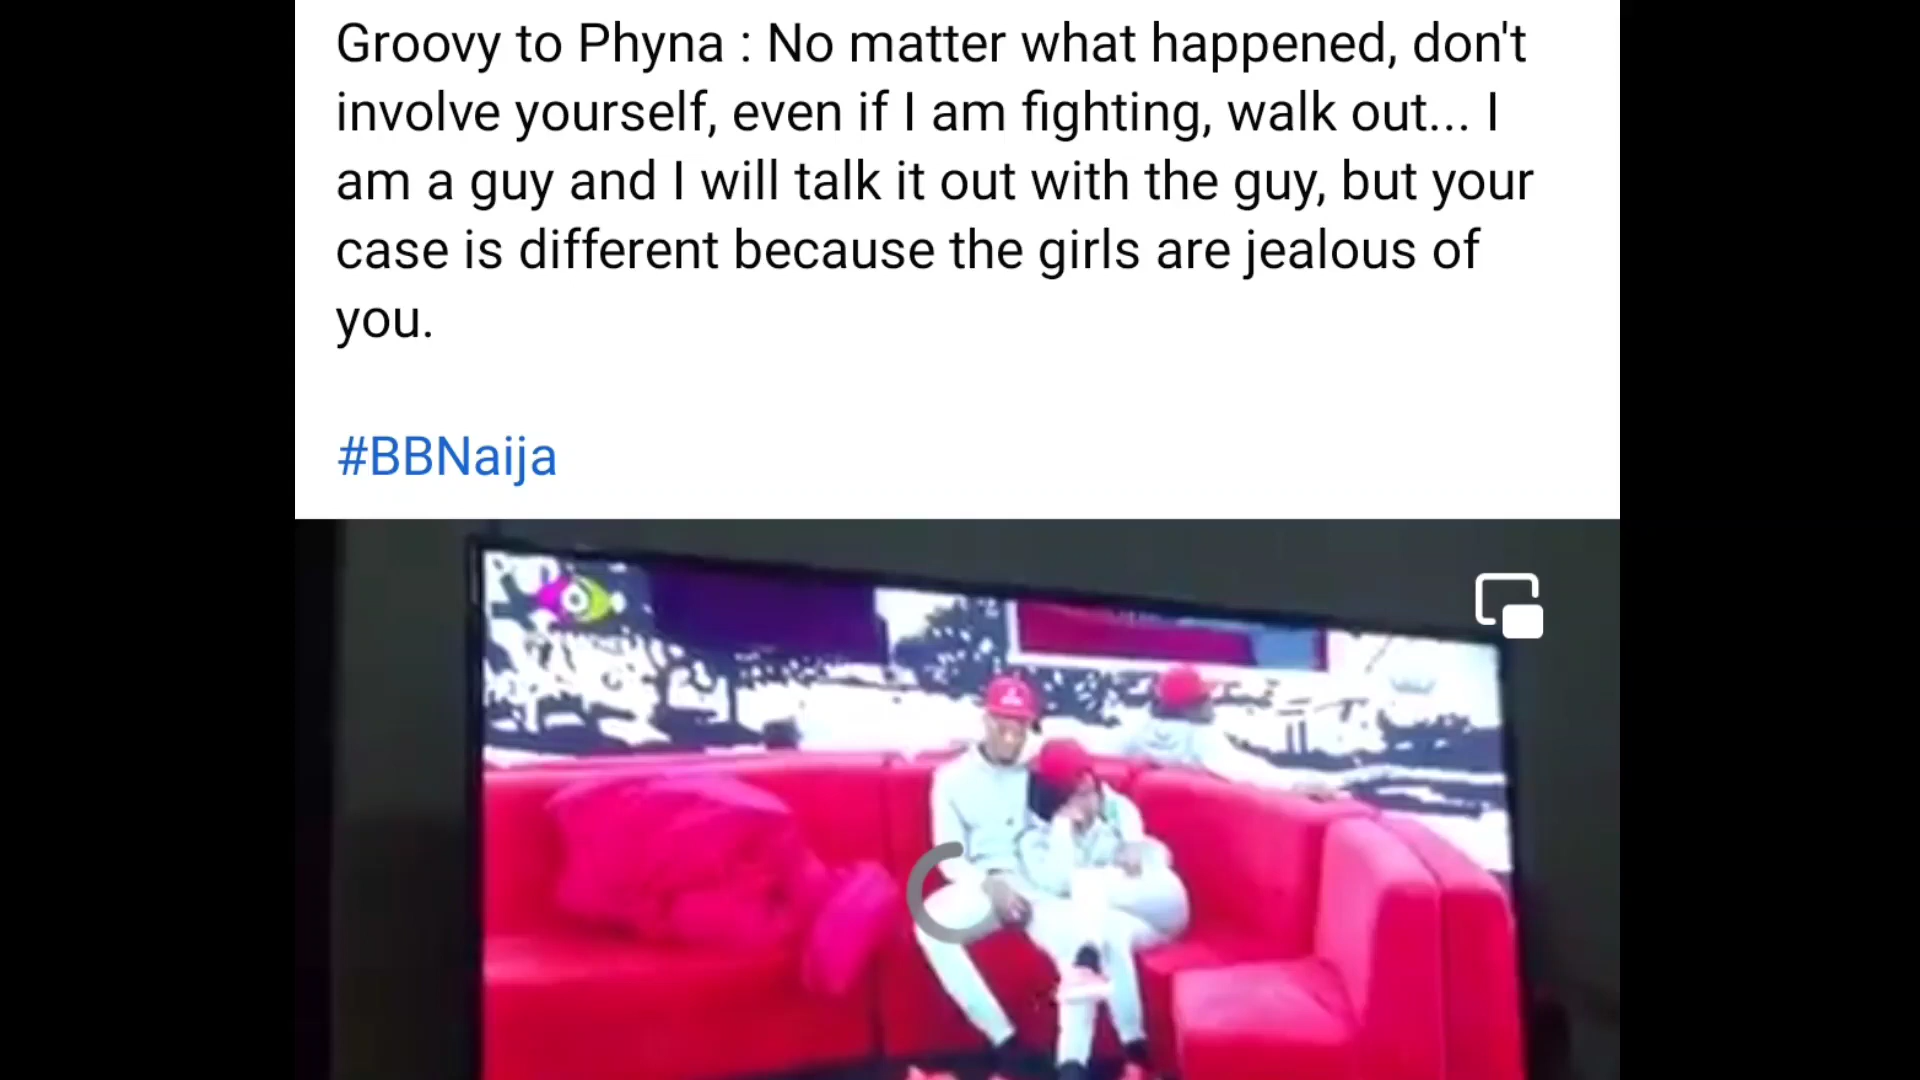 Groovy to Phyna : No matter what happened, don't
involve yourself, even if I am fighting, walk out... I
am a guy and I will talk it out with the guy, but your
case is different because the girls are jealous of
you.
#BBNaija